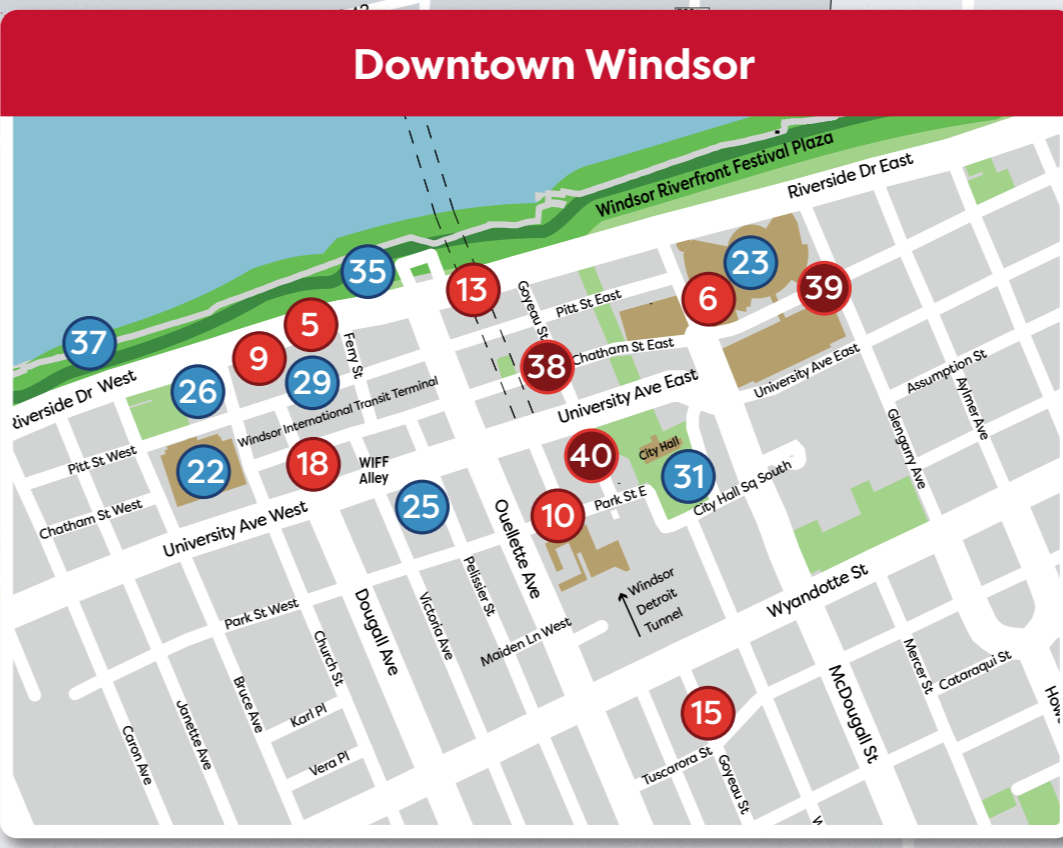 Downtown Windsor
Windsor Riverfront Festival Plaza
Riverside Dr East
23
35
39
13
6
Goyeau St
Pitt St East
5
37
9
Ferry St
38
Chatham St East
University Ave East
26
29
Riverside Dr West
University Ave East
Assumption St
Aylmer Ave
Windsor International Transit Terminal
Glengarry Ave
40
City Hall
Pitt St West
22
18
WIFF
Alley
31
City Hall Sq South
25
Park St E
Chatham St West
10
University Ave West
Ouellette Ave
Windsor
Detroit
Tunnel
Wyandotte St
Pelissier St
Park St West
Dougall Ave
Victoria Ave
Maiden Ln West
Church St
Mercer St
Cataraqui St
McDougall St
Bruce Ave
Karl Pl
15
Janette Ave
Caron Ave
Vera Pl
Tuscarora St
Goyeau St